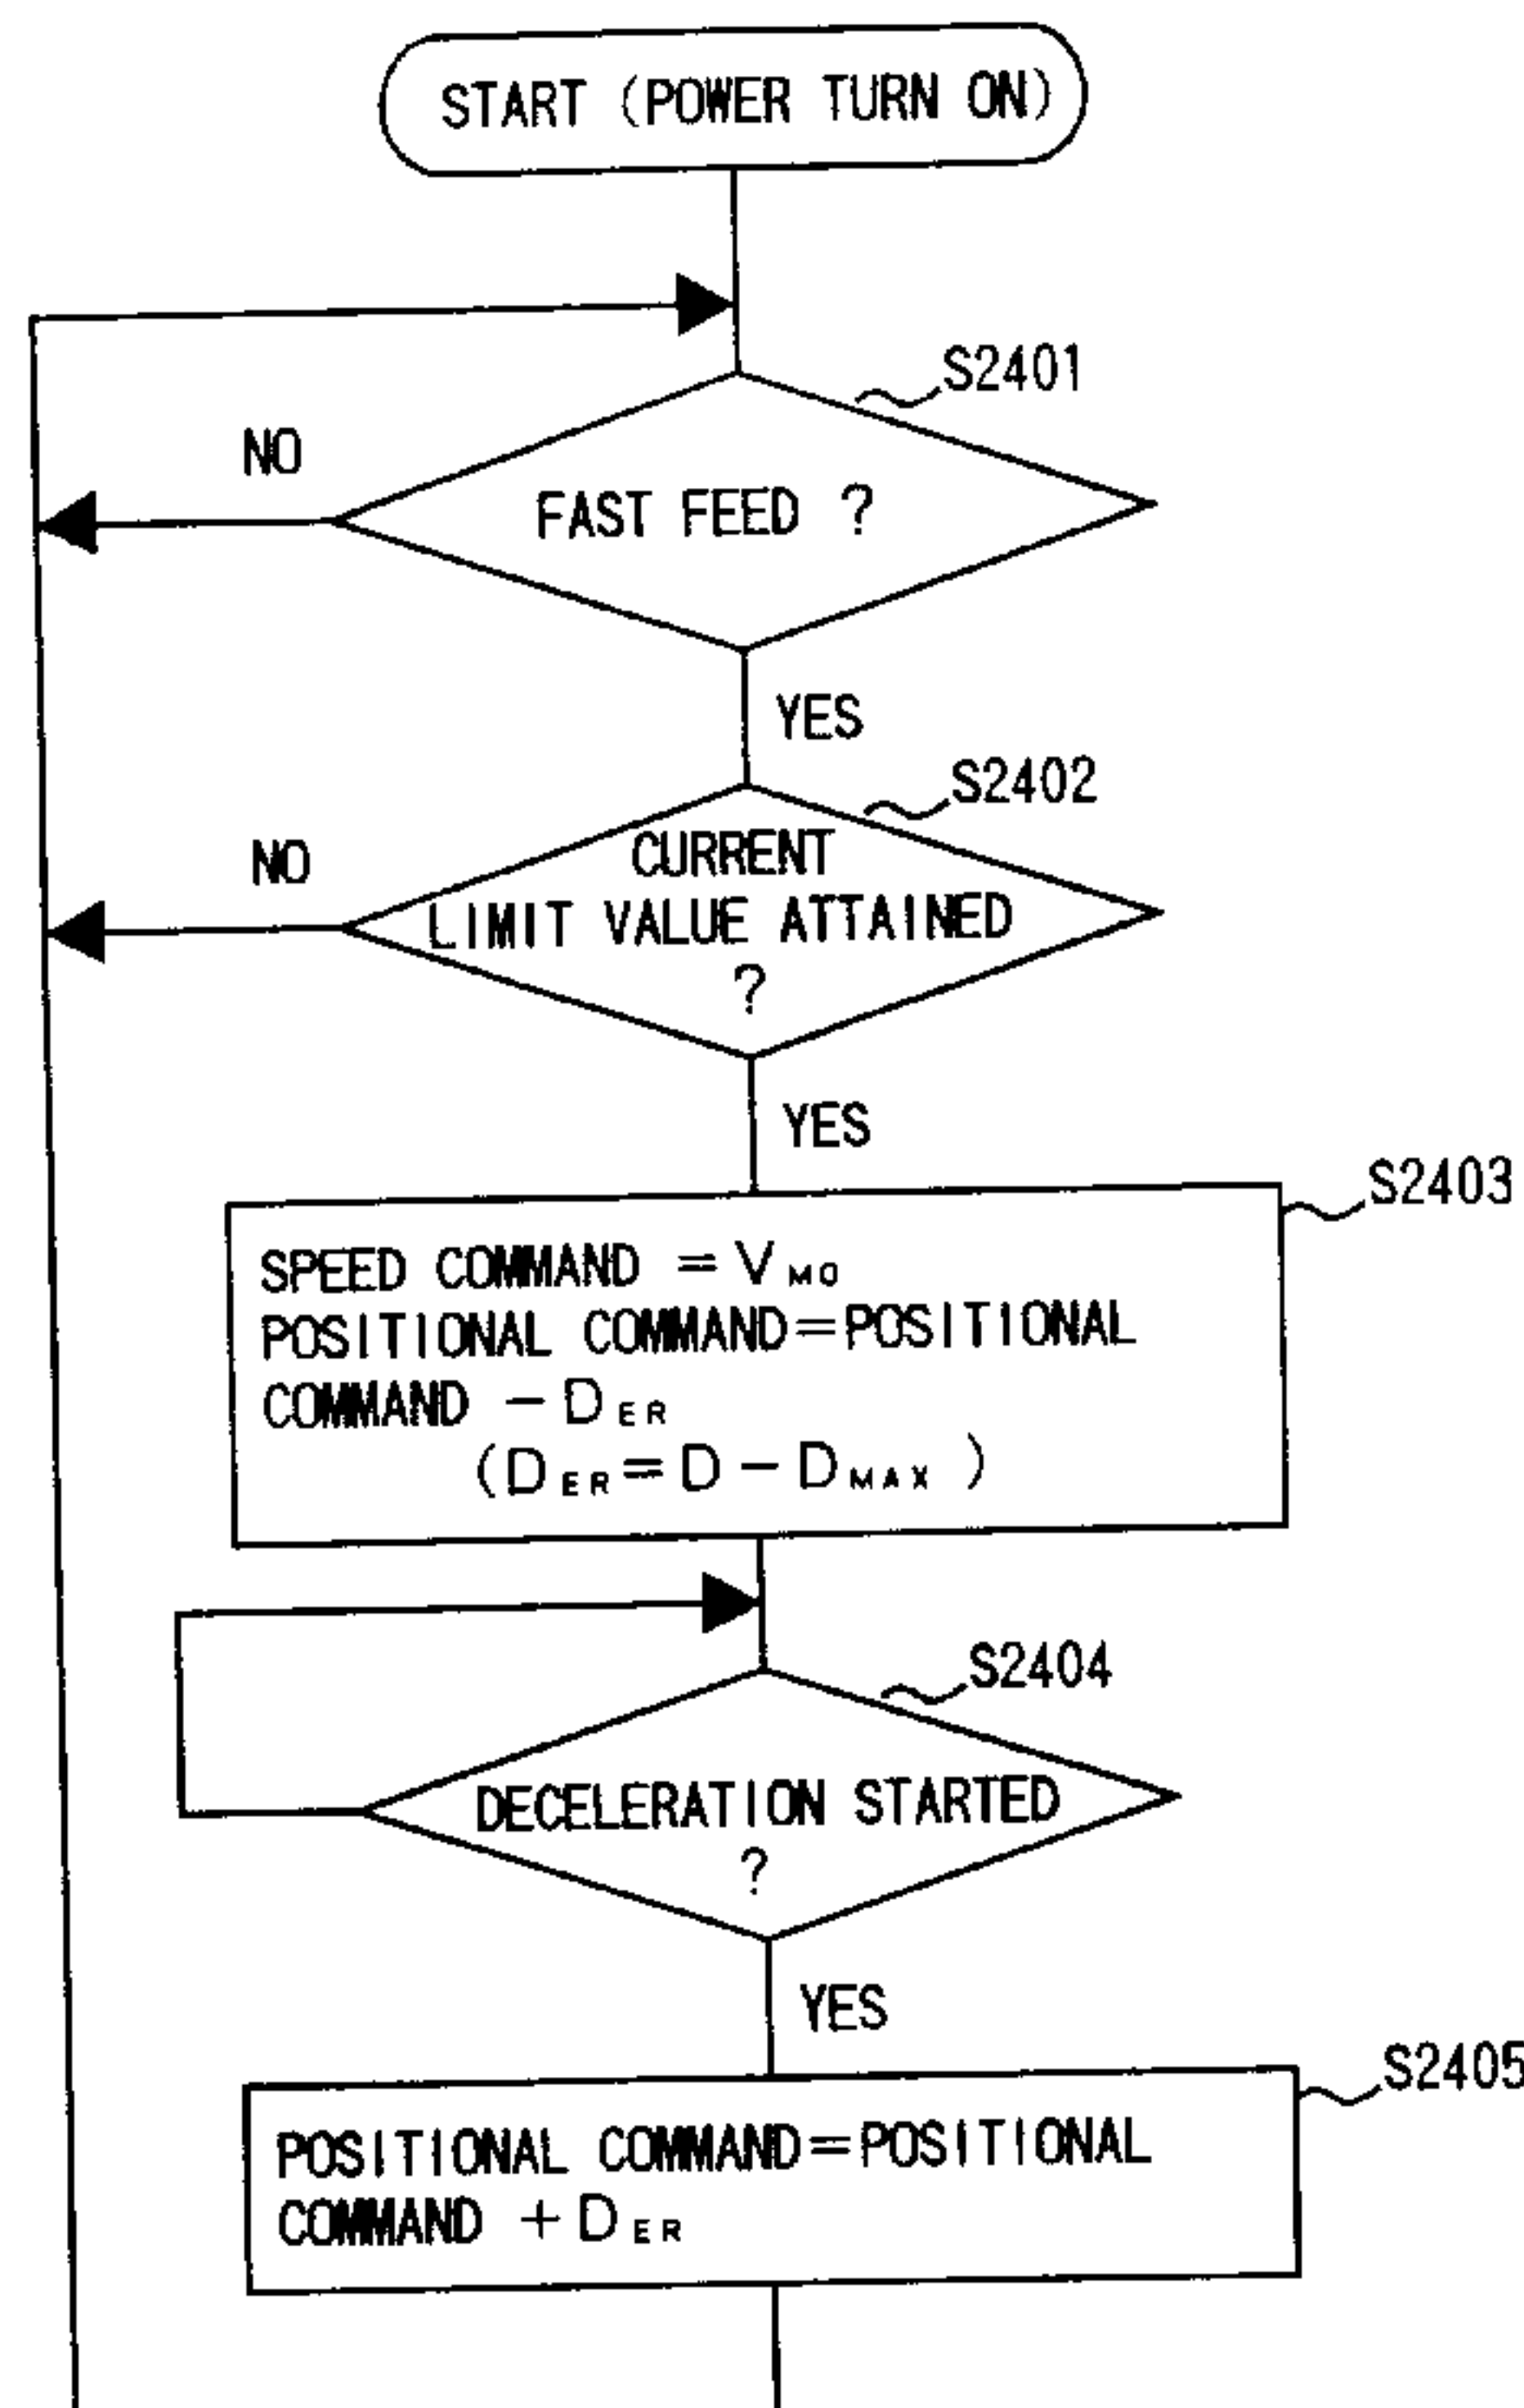 START (POWER TURN ON)
S2401
NO
FAST FEED ?
YES
S2402
NO
CURRENT
LIMIT VALUE ATTAINED
?
YES
S2403
SPEED COMMAND = V_MO
POSITIONAL COMMAND=POSITIONAL
COMMAND - D_ER
(D_ER = D - D_MAX )
S2404
DECELERATION STARTED
?
YES
S2405
POSITIONAL COMMAND=POSITIONAL
COMMAND + D_ER